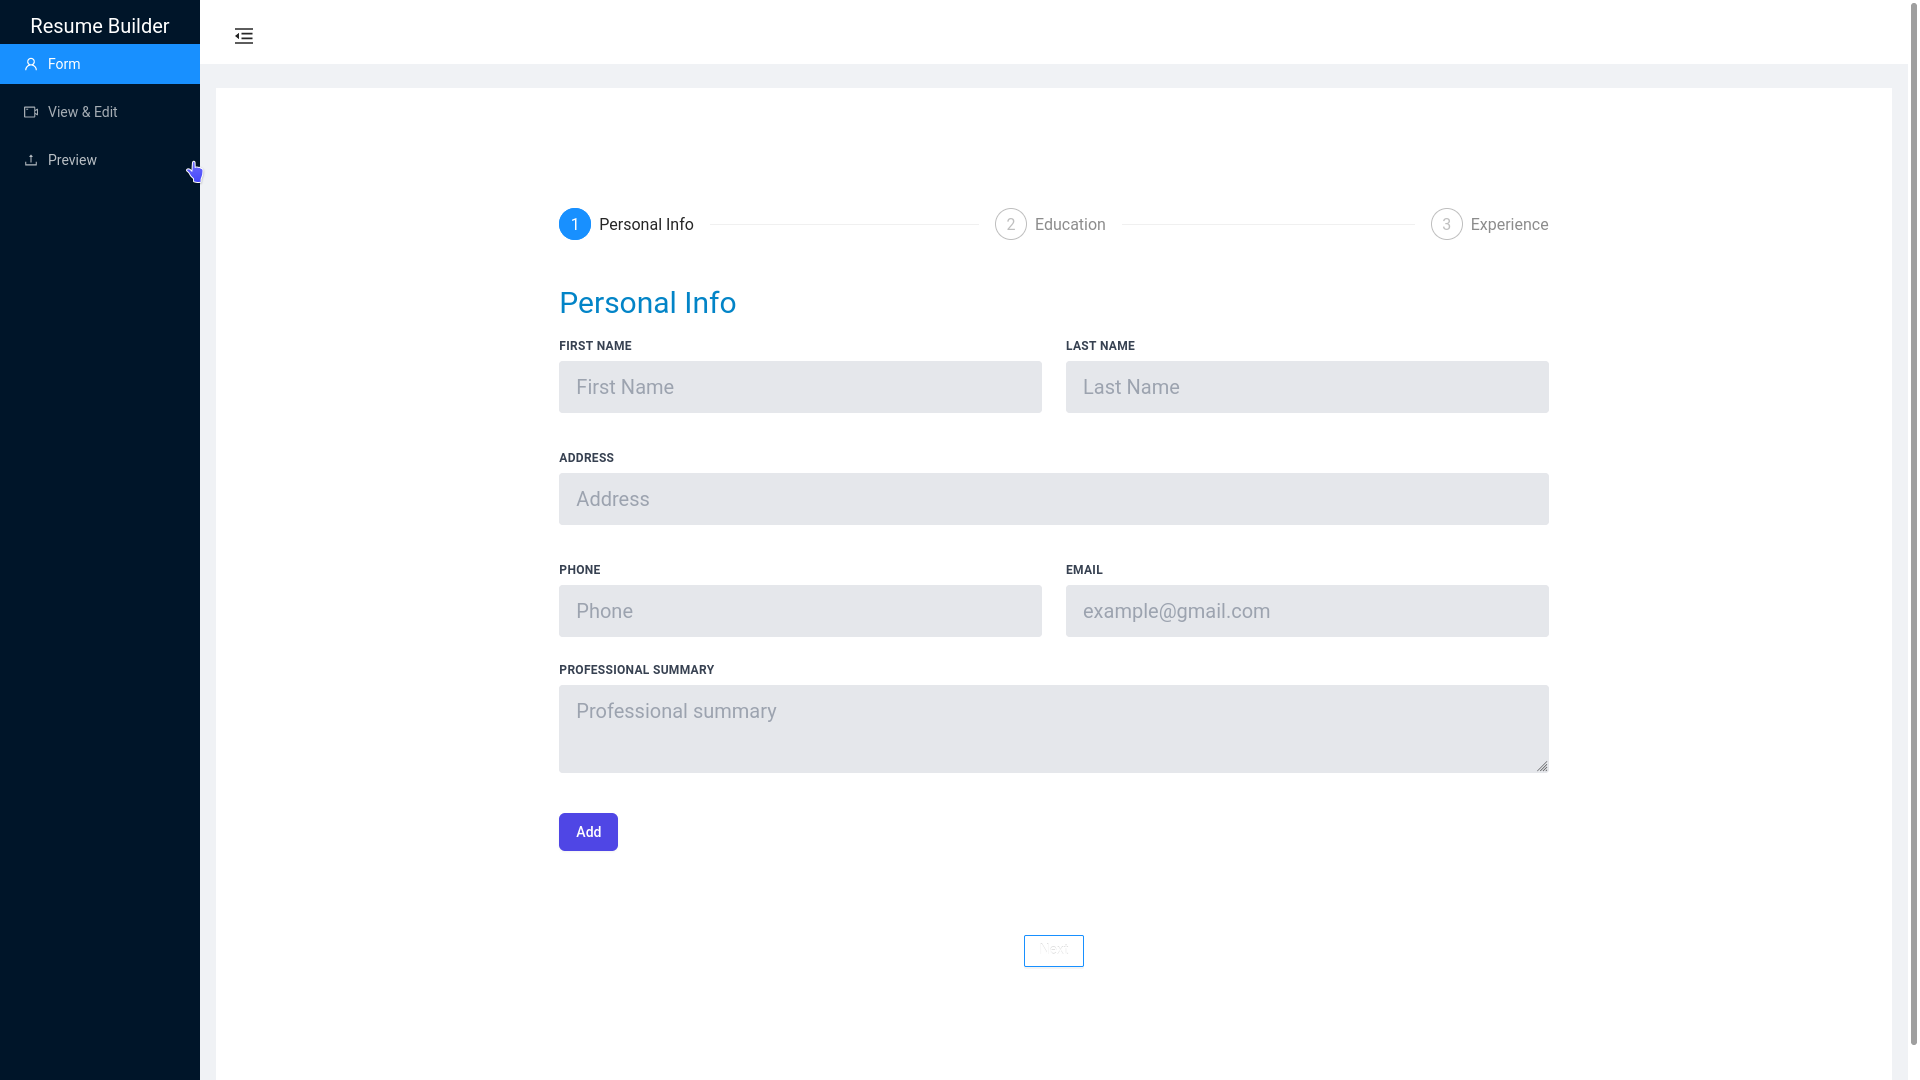 Resume Builder
Form
View & Edit
Preview
1 Personal Info
2 Education
3 Experience
Personal Info
FIRST NAME
LAST NAME
First Name
Last Name
ADDRESS
Address
PHONE
EMAIL
Phone
example@gmail.com
PROFESSIONAL SUMMARY
Professional summary
Add
Next